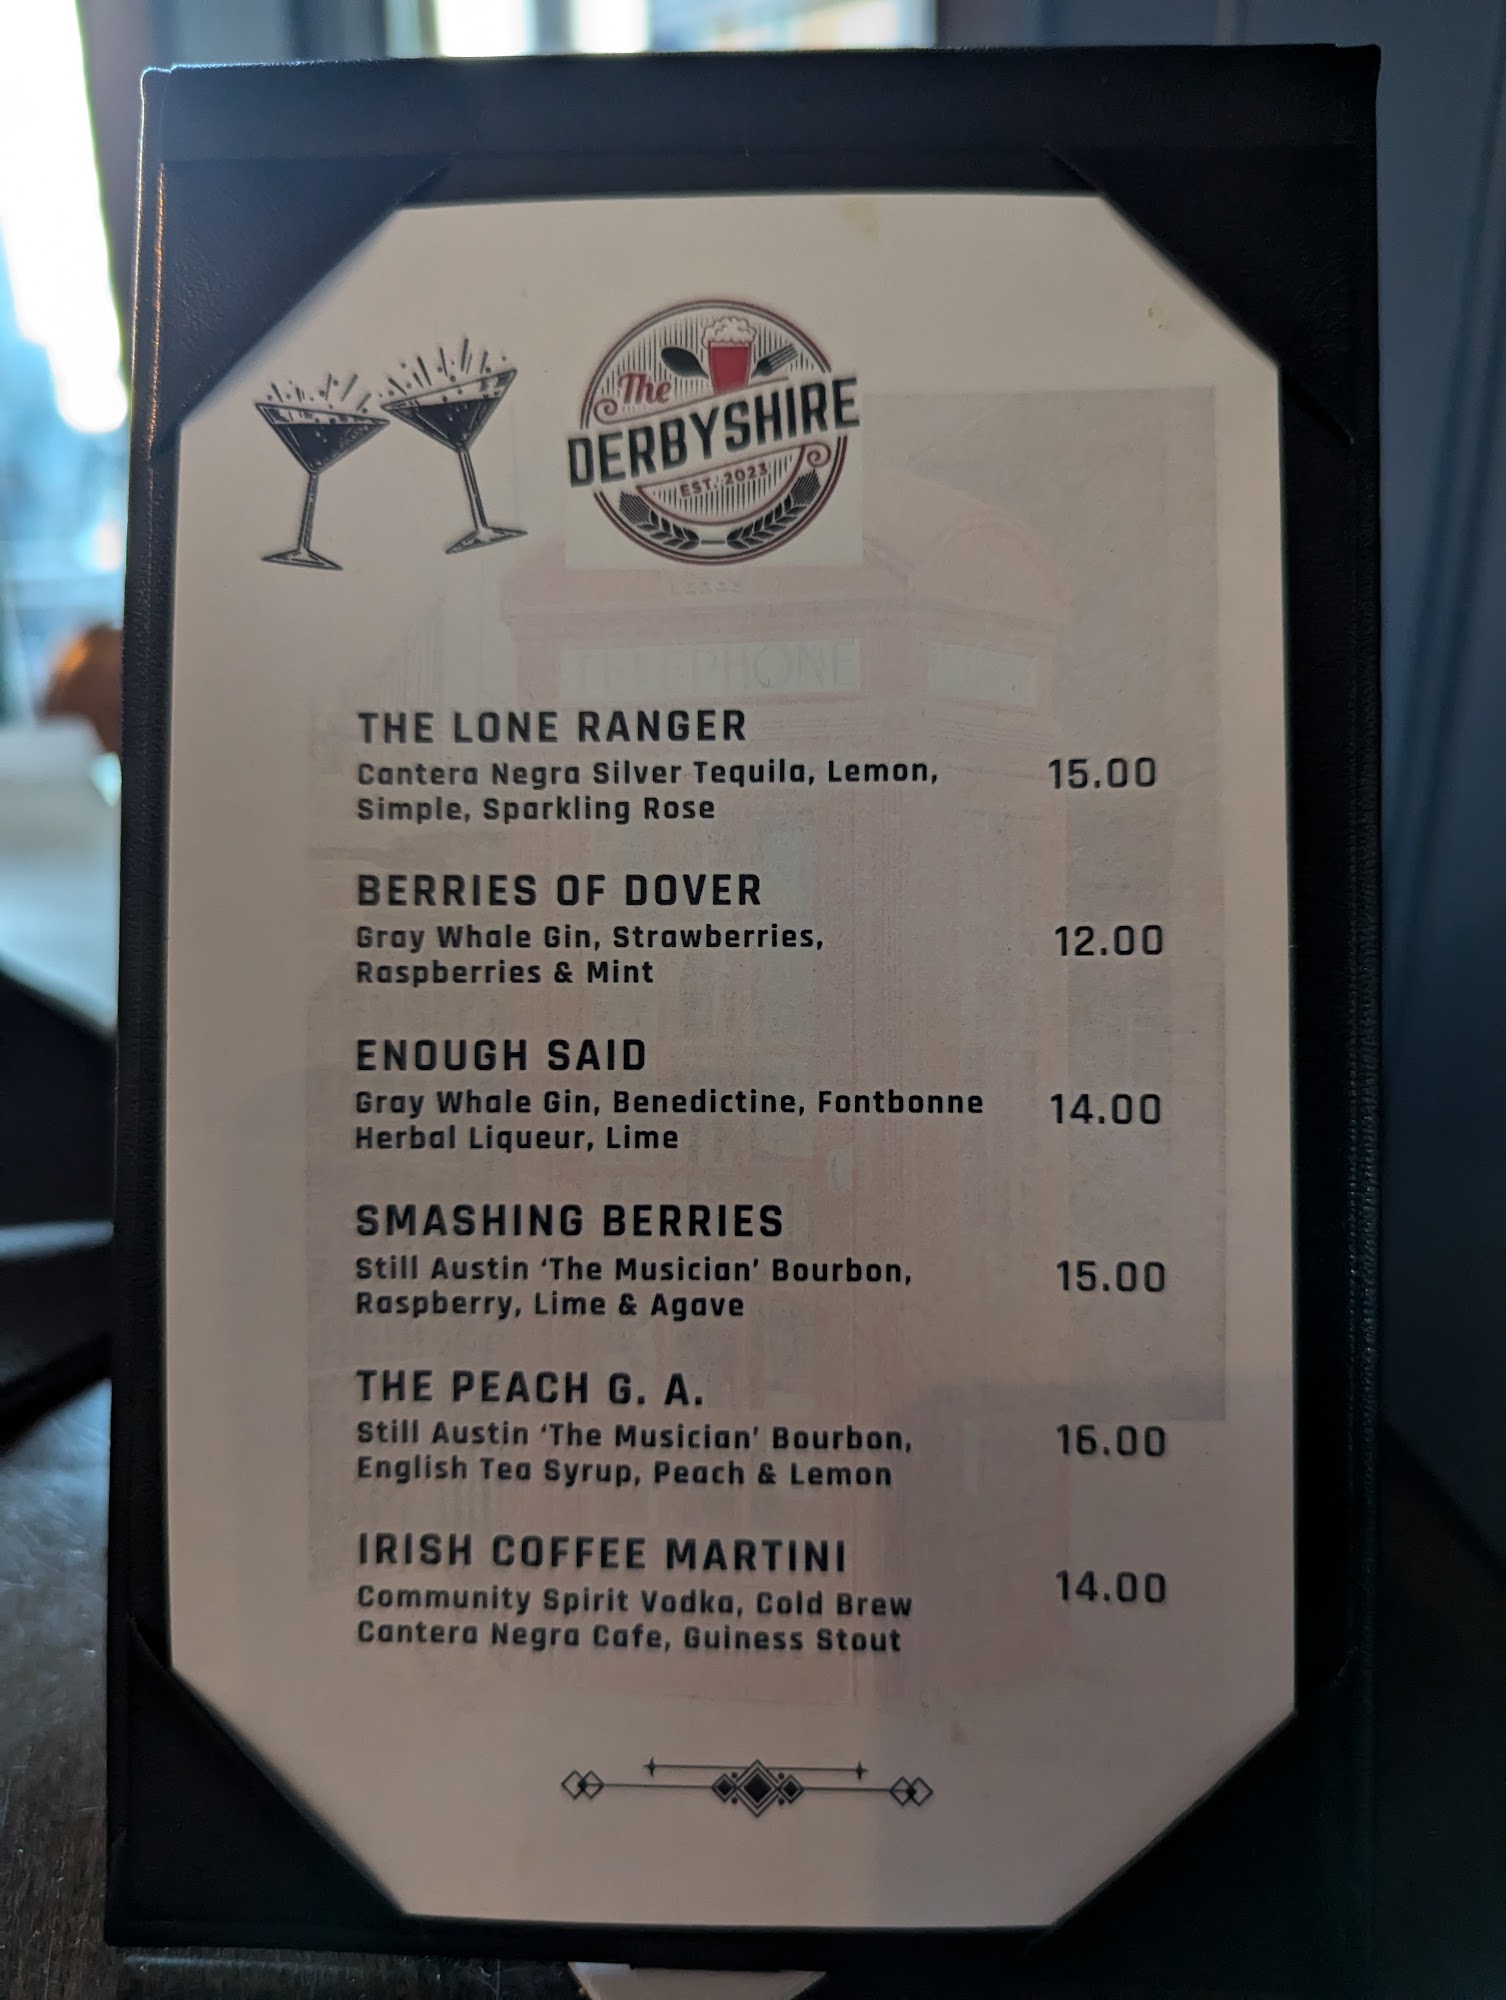 The
DERBYSHIRE
EST. 2023
TELEPHONE
THE LONE RANGER
Cantera Negra Silver Tequila, Lemon,
Simple, Sparkling Rose
15.00
BERRIES OF DOVER
Gray Whale Gin, Strawberries,
Raspberries & Mint
12.00
ENOUGH SAID
Gray Whale Gin, Benedictine, Fontbonne
Herbal Liqueur, Lime
14.00
SMASHING BERRIES
Still Austin ‘The Musician’ Bourbon,
Raspberry, Lime & Agave
15.00
THE PEACH G. A.
Still Austin ‘The Musician’ Bourbon,
English Tea Syrup, Peach & Lemon
16.00
IRISH COFFEE MARTINI
Community Spirit Vodka, Cold Brew
Cantera Negra Cafe, Guiness Stout
14.00